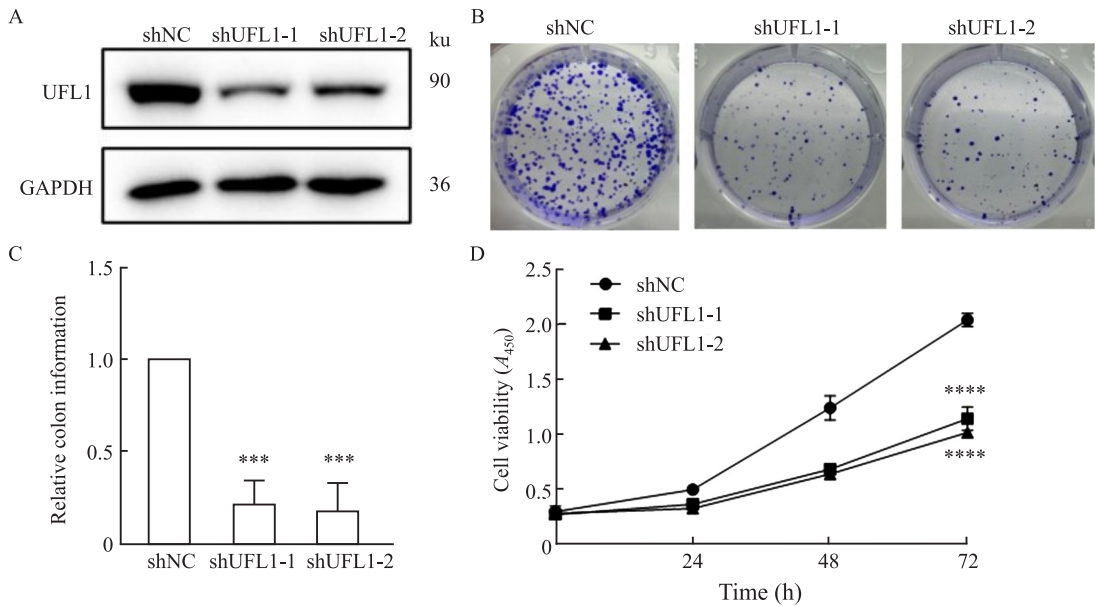 A
shNC shUFL1-1 shUFL1-2 ku
UFL1 90
GAPDH 36
B
shNC shUFL1-1 shUFL1-2
C
Relative colon information
1.5
1.0
0.5
0
*** ***
shNC shUFL1-1 shUFL1-2
D
Cell viability (A450)
2.5
2.0
1.5
1.0
0.5
0
shNC
shUFL1-1
shUFL1-2
****
****
24 48 72
Time (h)